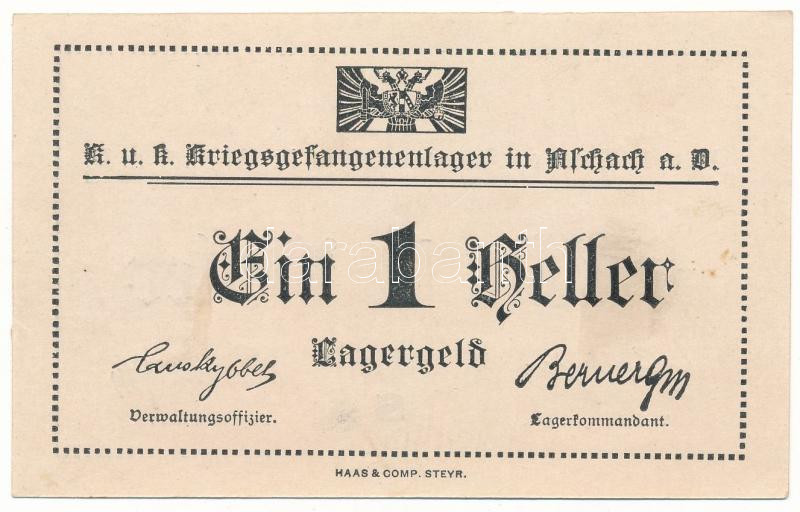 K. u. k. Kriegsgefangenenlager in Aschach a. D.
Ein 1 Heller
Lagergeld
Verwaltungsoffizier.
Lagerkommandant.
HAAS & COMP. STEYR.